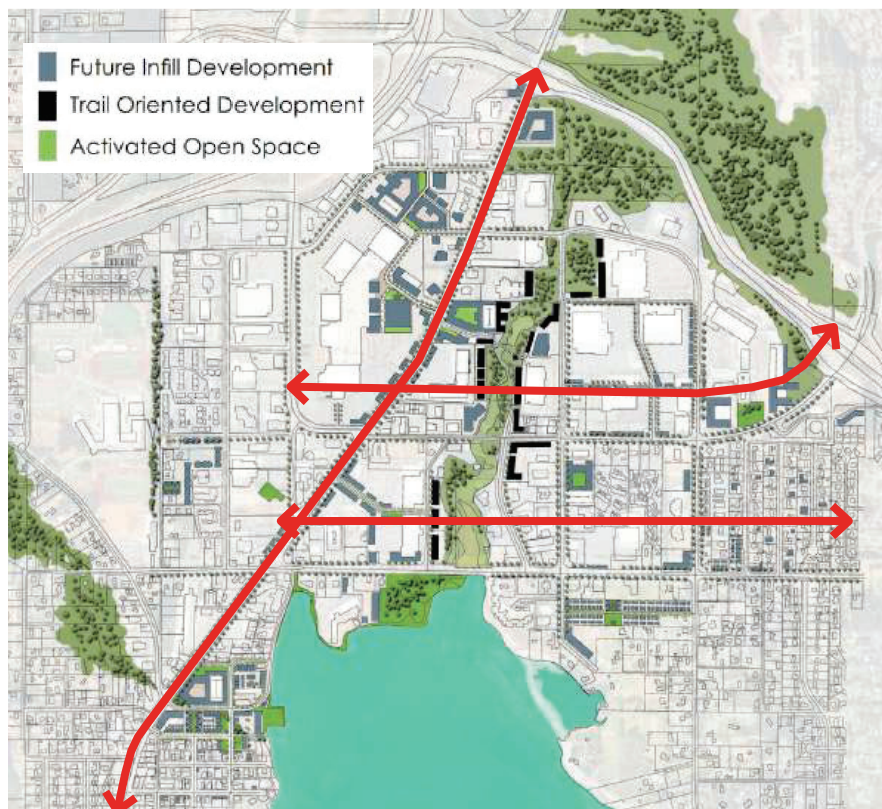 Future Infill Development
Trail Oriented Development
Activated Open Space